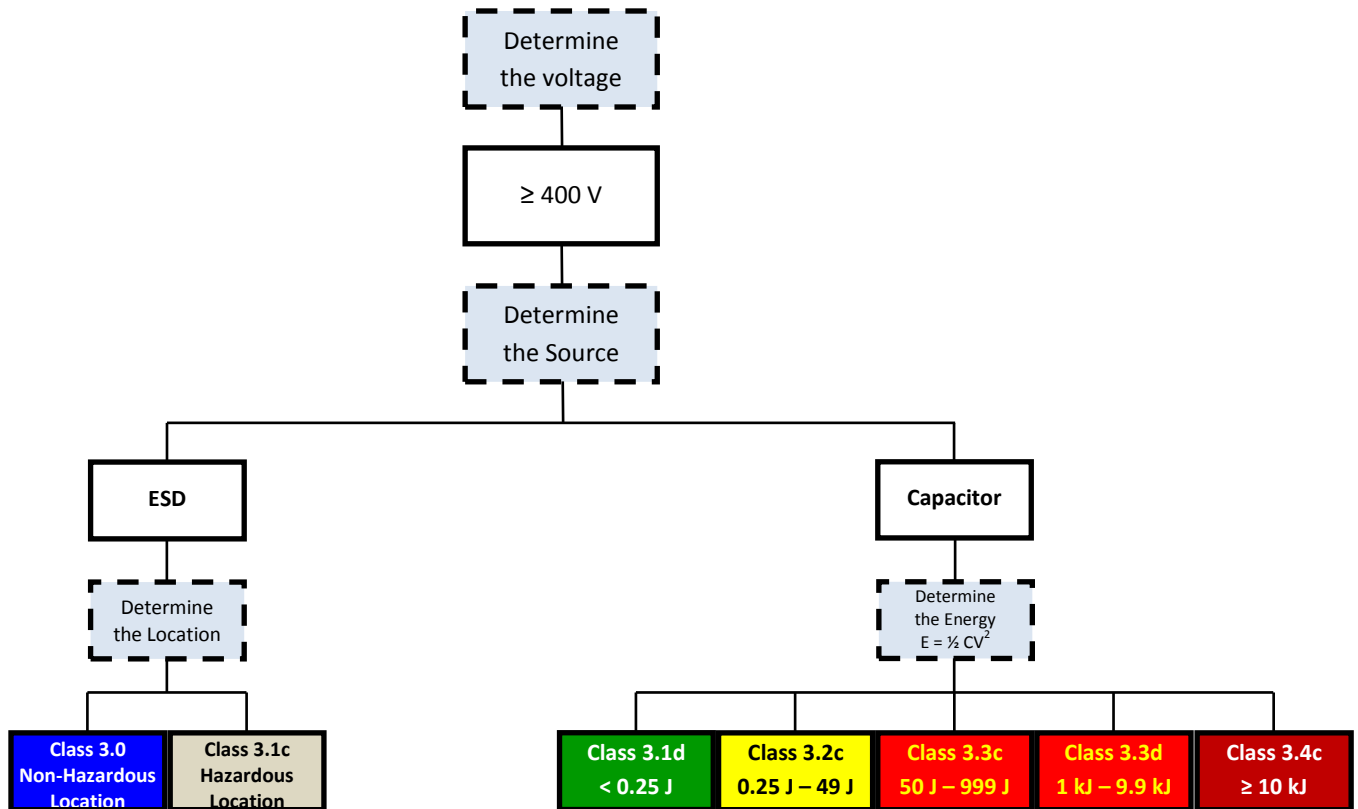 Determine
the voltage
≥ 400 V
Determine
the Source
ESD
Capacitor
Determine
the Location
Determine
the Energy
E = ½ CV²
Class 3.0
Non-Hazardous
Location
Class 3.1c
Hazardous
Location
Class 3.1d
< 0.25 J
Class 3.2c
0.25 J – 49 J
Class 3.3c
50 J – 999 J
Class 3.3d
1 kJ – 9.9 kJ
Class 3.4c
≥ 10 kJ